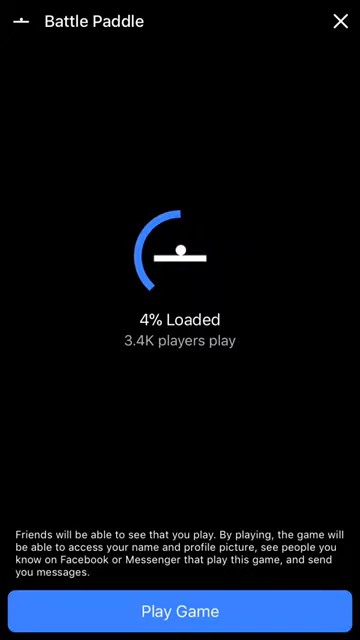 Battle Paddle
4% Loaded
3.4K players play
Friends will be able to see that you play. By playing, the game will
be able to access your name and profile picture, see people you
know on Facebook or Messenger that play this game, and send
you messages.
Play Game